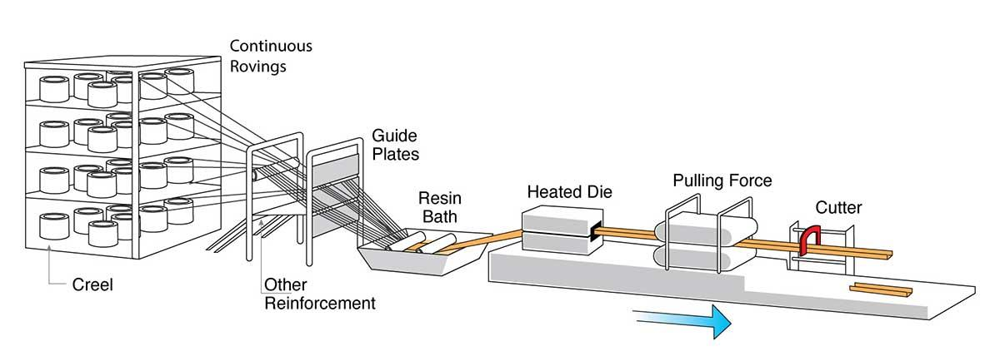 Continuous
Rovings
Guide
Plates
Resin
Bath
Heated Die
Pulling Force
Cutter
Creel
Other
Reinforcement